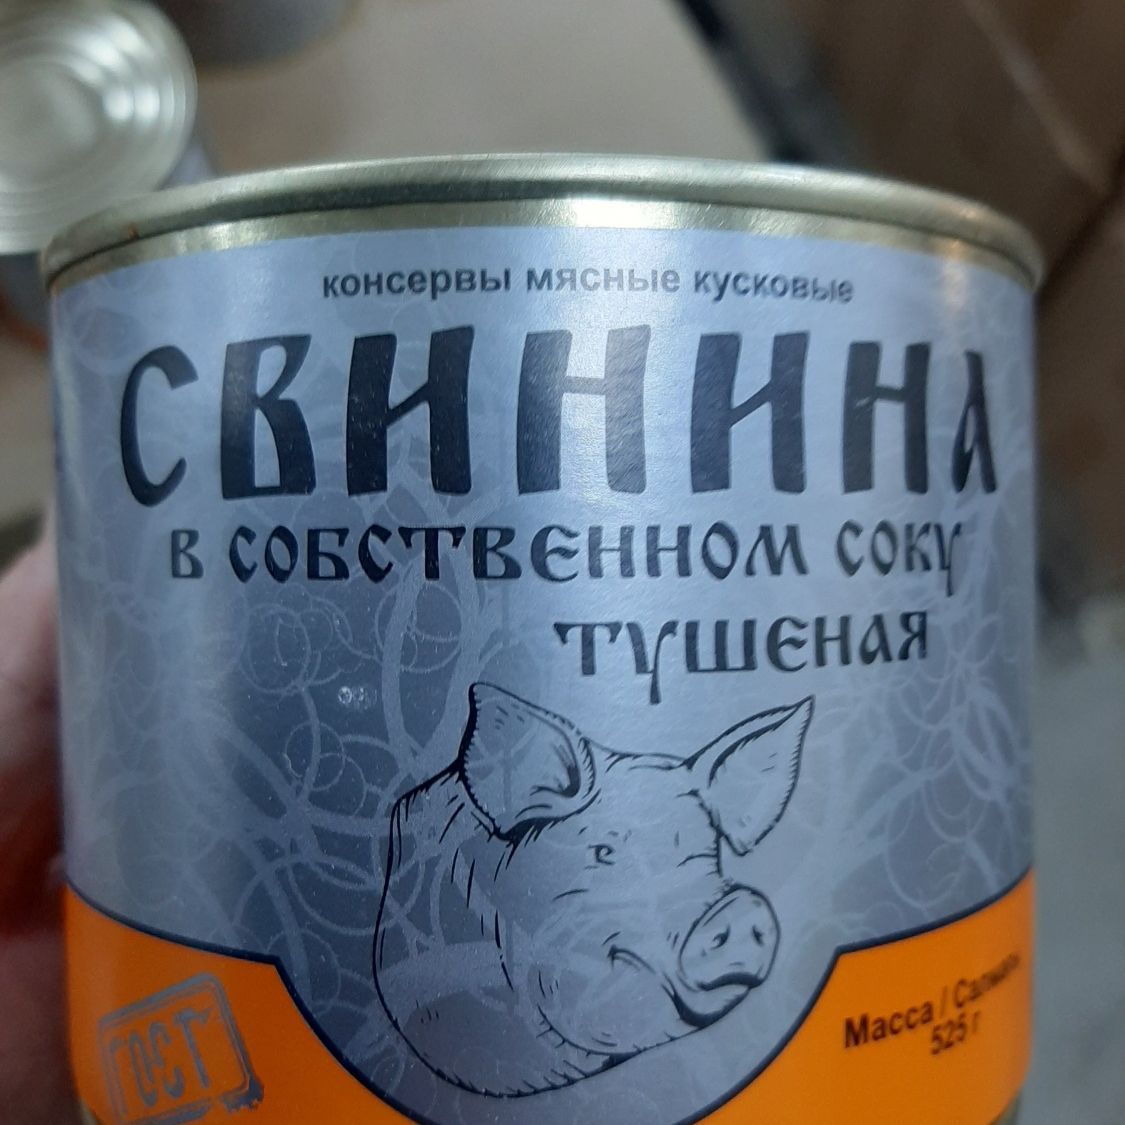 консервы мясные кусковые
СВИНИНА
В СОБСТВЕННОМ СОКУ
ТУШЕНАЯ
ГОСТ
Масса / Салмағы
525 г